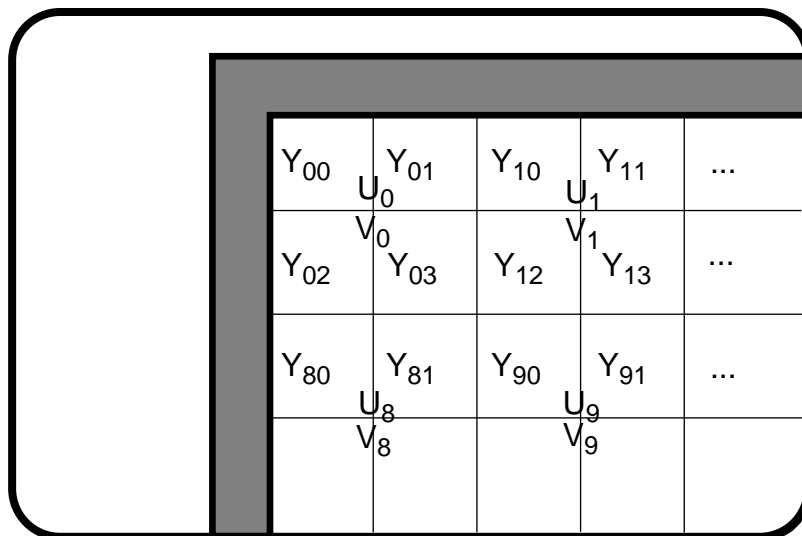 Y00 Y01 Y10 Y11 ...
U0 U1
V0 V1
Y02 Y03 Y12 Y13 ...
Y80 Y81 Y90 Y91 ...
U8 U9
V8 V9